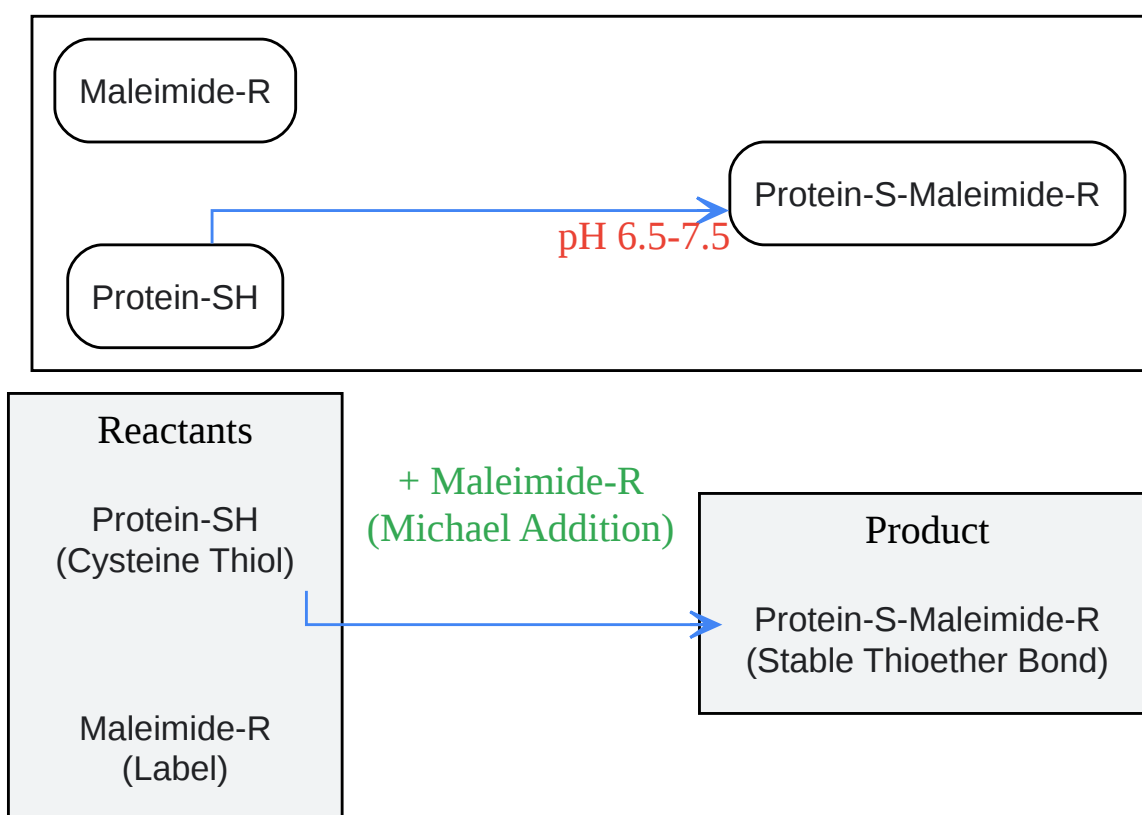 Maleimide-R
Protein-S-Maleimide-R
pH 6.5-7.5
Protein-SH
Reactants
Protein-SH
(Cysteine Thiol)
Maleimide-R
(Label)
+ Maleimide-R
(Michael Addition)
Product
Protein-S-Maleimide-R
(Stable Thioether Bond)